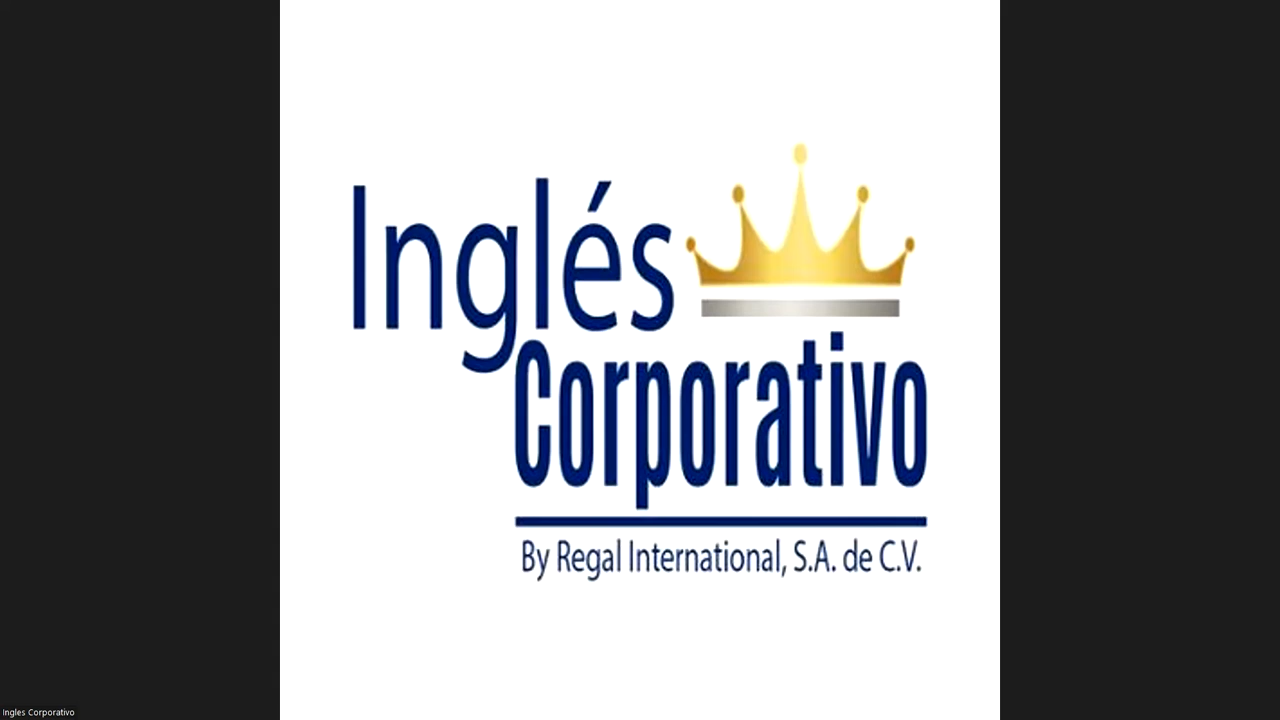 Inglés
Corporativo
By Regal International, S.A. de C.V.
Ingles Corporativo